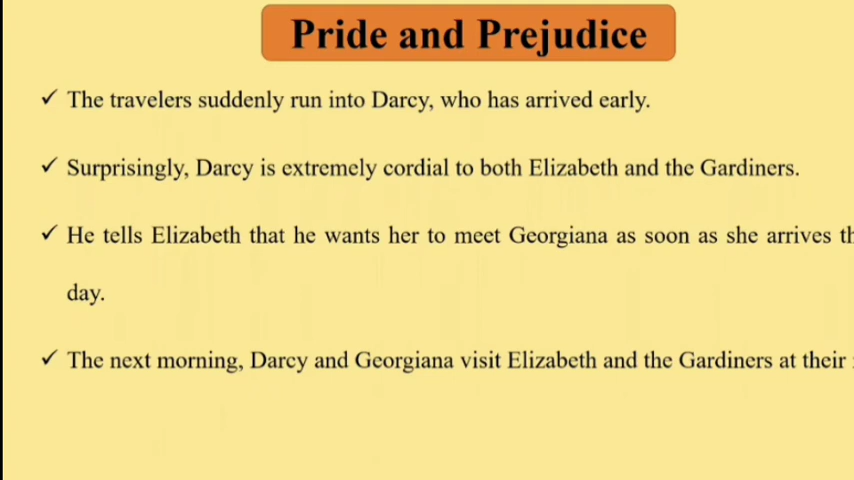 Pride and Prejudice
✓ The travelers suddenly run into Darcy, who has arrived early.
✓ Surprisingly, Darcy is extremely cordial to both Elizabeth and the Gardiners.
✓ He tells Elizabeth that he wants her to meet Georgiana as soon as she arrives
day.
✓ The next morning, Darcy and Georgiana visit Elizabeth and the Gardiners at their